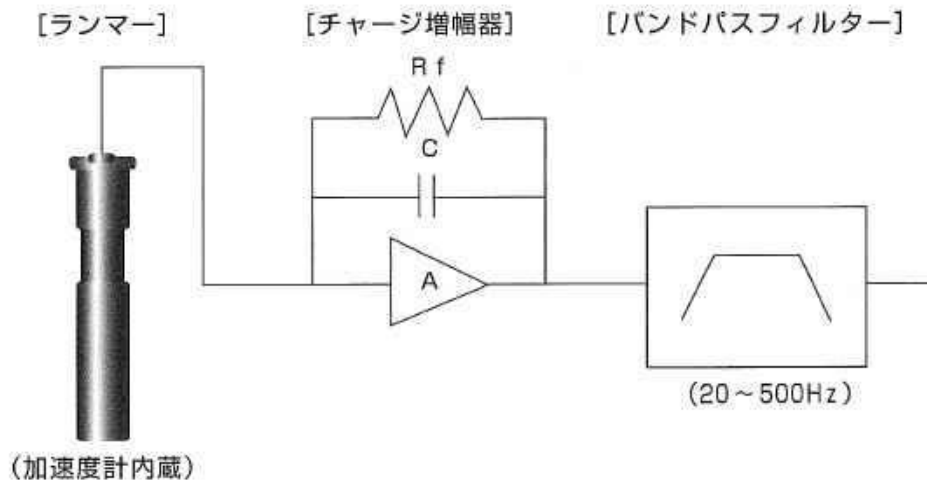 [ランマー]
[チャージ増幅器]
[バンドパスフィルター]
Rf
C
A
(20～500Hz)
(加速度計内蔵)